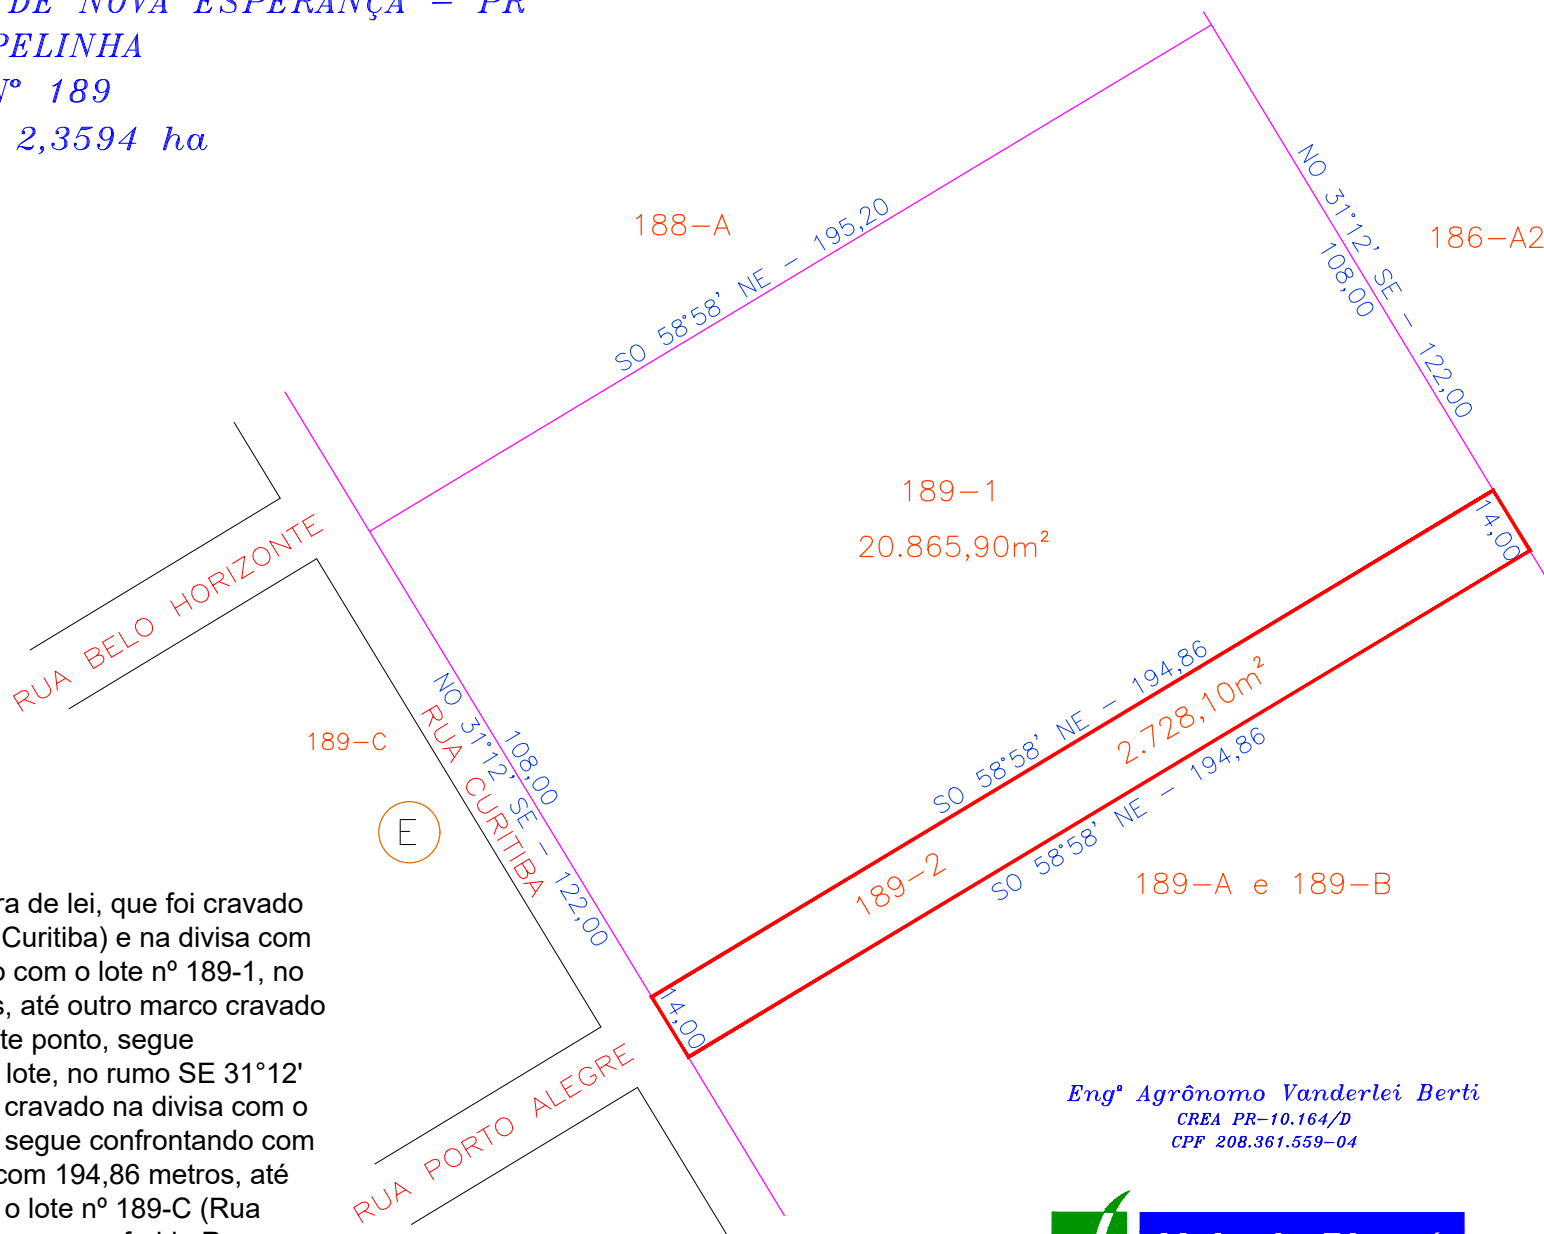 DE NOVA ESPERANÇA - PR
PELINHA
Nº 189
2,3594 ha
188-A
SO 58°58' NE - 195,20
NO 31°12' SE - 122,00
108,00
186-A2
189-1
20.865,90m²
14,00
RUA BELO HORIZONTE
NO 31°12' SE - 122,00
108,00
RUA CURITIBA
189-C
E
SO 58°58' NE - 194,86
2.728,10m²
189-2
SO 58°58' NE - 194,86
189-A e 189-B
14,00
RUA PORTO ALEGRE
ra de lei, que foi cravado
Curitiba) e na divisa com
o com o lote nº 189-1, no
s, até outro marco cravado
te ponto, segue
lote, no rumo SE 31°12'
cravado na divisa com o
segue confrontando com
com 194,86 metros, até
o lote nº 189-C (Rua
Engº Agrônomo Vanderlei Berti
CREA PR-10.164/D
CPF 208.361.559-04